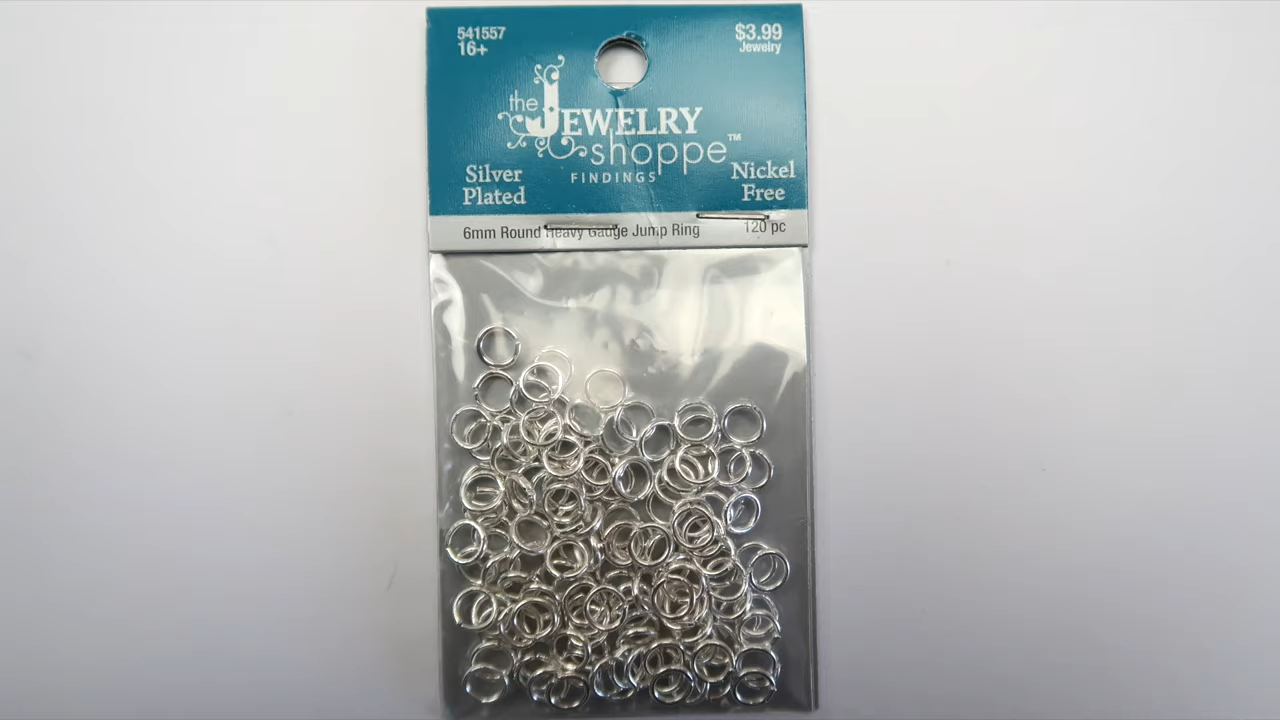 541557
16+
$3.99
Jewelry
the JEWELRY
shoppe™
FINDINGS
Silver
Plated
Nickel
Free
6mm Round Heavy Gauge Jump Ring
120 pc